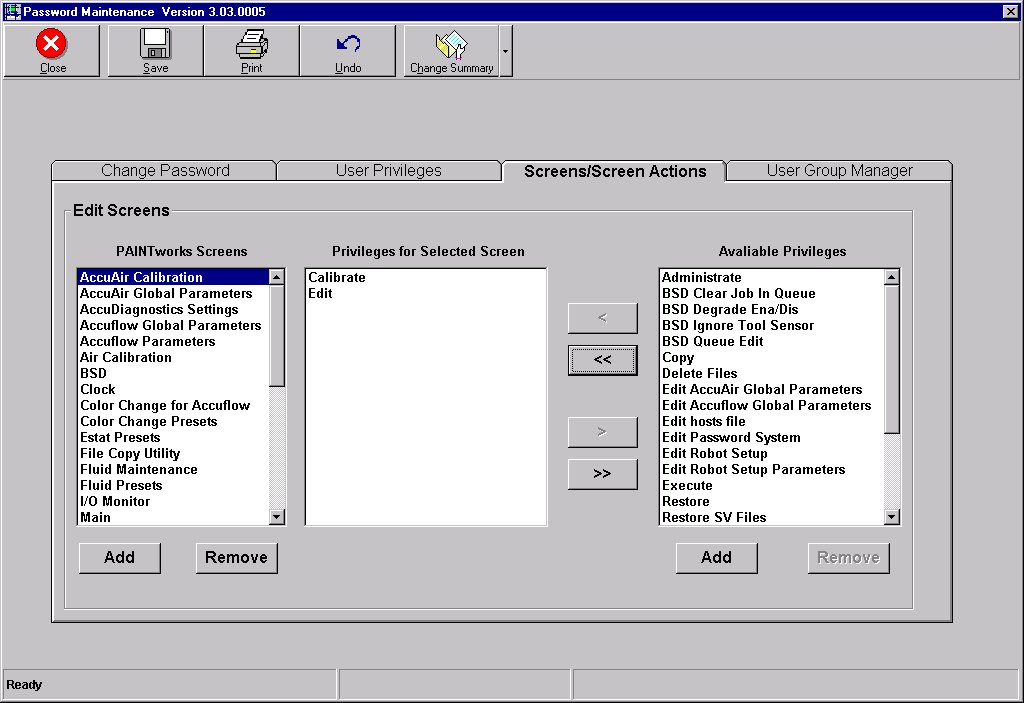 Password Maintenance Version 3.03.0005
Close Save Print Undo Change Summary
Change Password User Privileges Screens/Screen Actions User Group Manager
Edit Screens
PAINTworks Screens Privileges for Selected Screen Avaliable Privileges
AccuAir Calibration
AccuAir Global Parameters
AccuDiagnostics Settings
Accuflow Global Parameters
Accuflow Parameters
Air Calibration
BSD
Clock
Color Change for Accuflow
Color Change Presets
Estat Presets
File Copy Utility
Fluid Maintenance
Fluid Presets
I/O Monitor
Main
Add Remove
Calibrate
Edit
<
<<
>
>>
Administrate
BSD Clear Job In Queue
BSD Degrade Ena/Dis
BSD Ignore Tool Sensor
BSD Queue Edit
Copy
Delete Files
Edit AccuAir Global Parameters
Edit Accuflow Global Parameters
Edit hosts file
Edit Password System
Edit Robot Setup
Edit Robot Setup Parameters
Execute
Restore
Restore SV Files
Add Remove
Ready